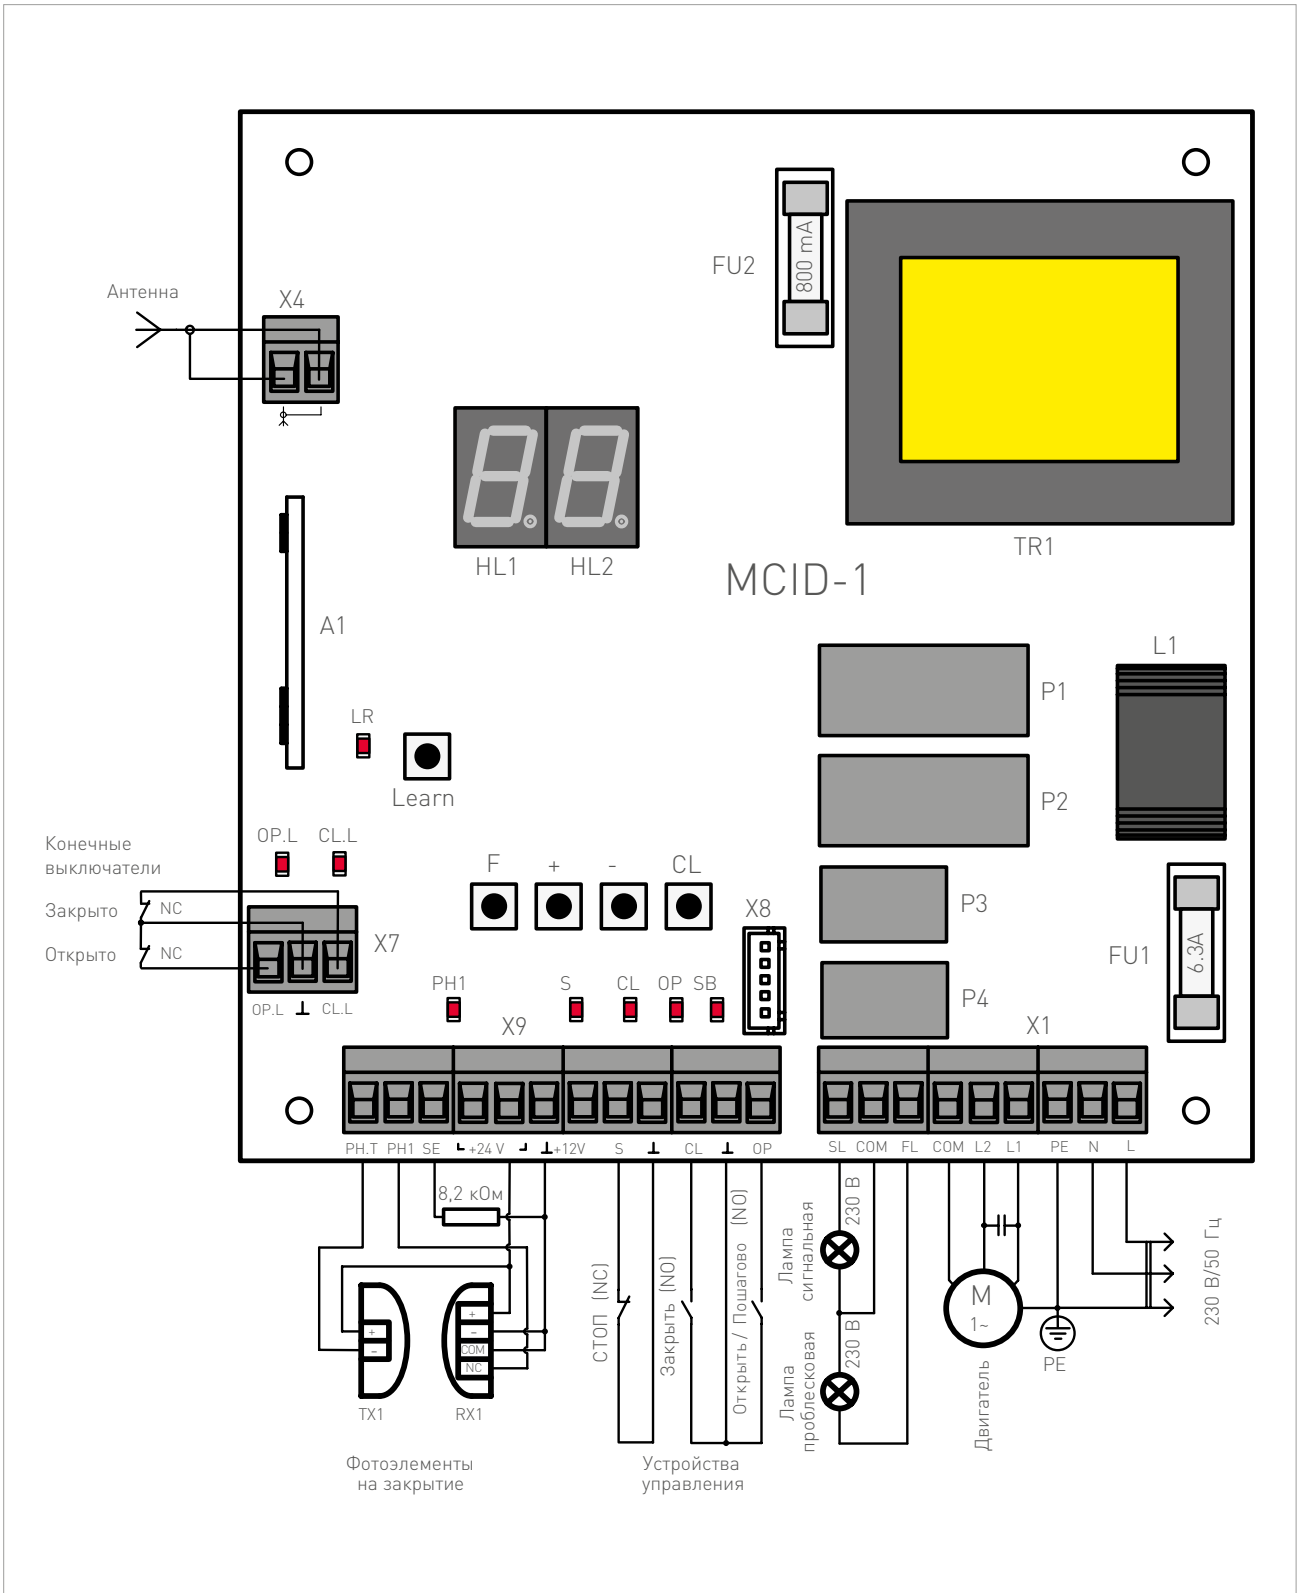 FU2
800 mA
Антенна
X4
HL1
HL2
TR1
MCID-1
A1
L1
P1
LR
P2
Learn
OP.L
CL.L
Конечные
выключатели
F
+
-
CL
X8
P3
Закрыто
NC
X7
Открыто
NC
FU1
6.3A
PH1
S
CL
OP
SB
P4
OP.L
⊥
CL.L
X9
X1
PH.T
PH1
SE
+24 V
⊥
+12V
S
⊥
CL
⊥
OP
SL
COM
FL
COM
L2
L1
PE
N
L
8,2 кОм
СТОП (NC)
Закрыть (NO)
Открыть/ Пошагово (NO)
Лампа
сигнальная
230 В
Лампа
проблесковая
230 В
M
1~
Двигатель
PE
230 В/50 Гц
+
-
+
-
COM
NC
TX1
RX1
Фотоэлементы
на закрытие
Устройства
управления